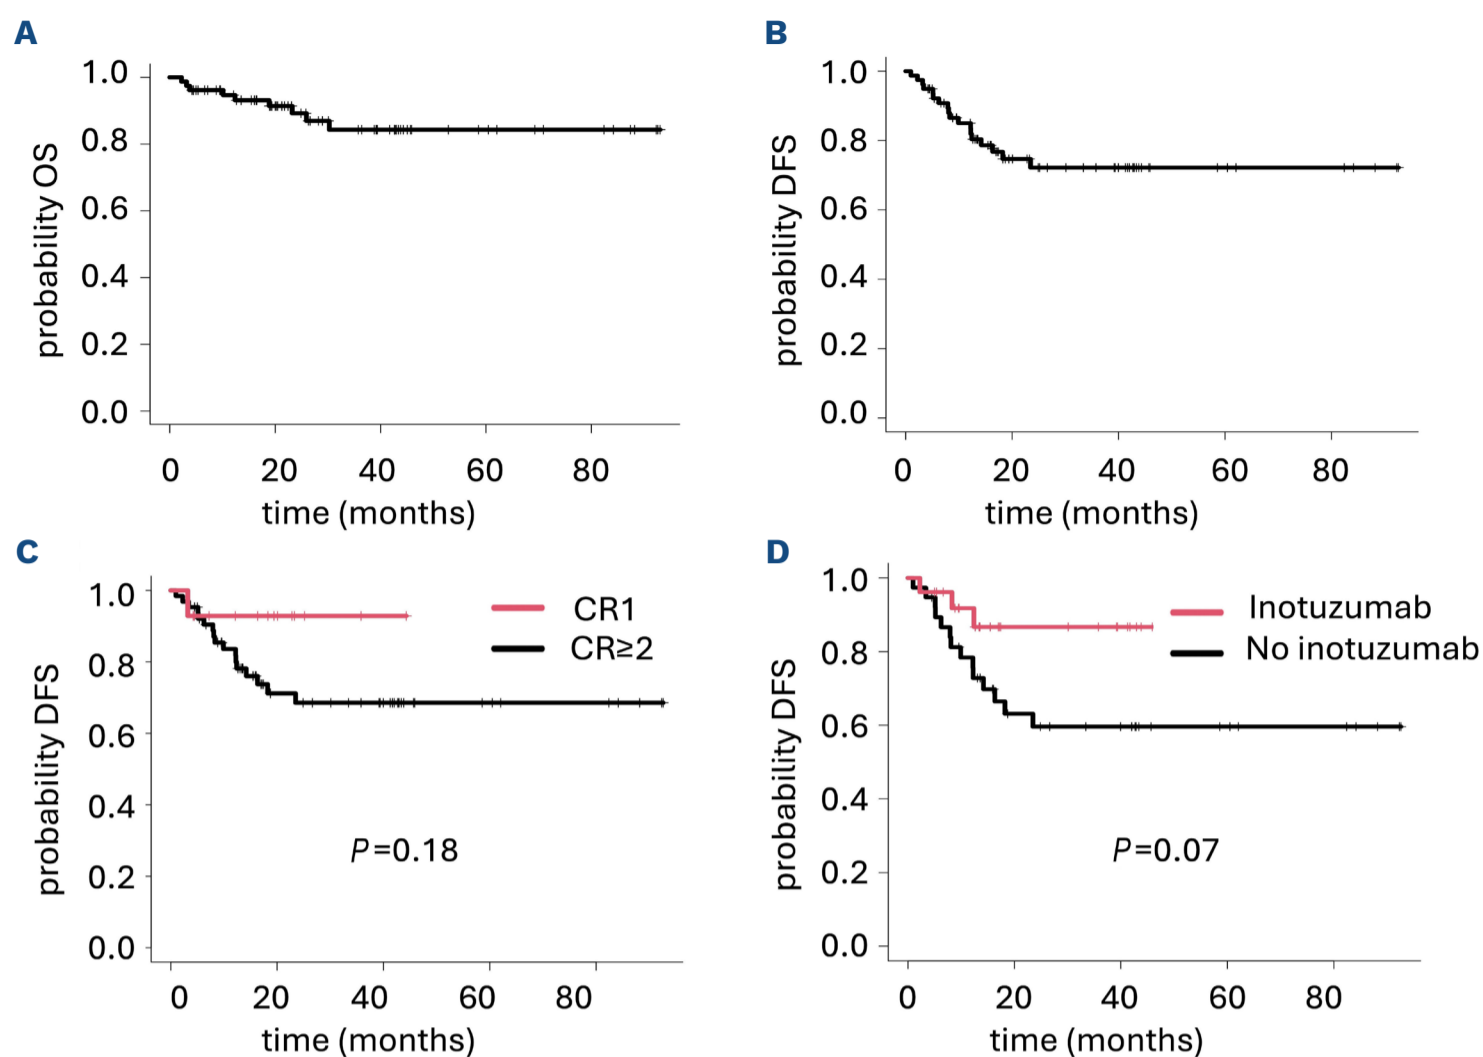 A
probability OS
1.0
0.8
0.6
0.4
0.2
0.0
0 20 40 60 80
time (months)
B
probability DFS
1.0
0.8
0.6
0.4
0.2
0.0
0 20 40 60 80
time (months)
C
probability DFS
1.0
0.8
0.6
0.4
0.2
0.0
CR1
CR≥2
P=0.18
0 20 40 60 80
time (months)
D
probability DFS
1.0
0.8
0.6
0.4
0.2
0.0
Inotuzumab
No inotuzumab
P=0.07
0 20 40 60 80
time (months)